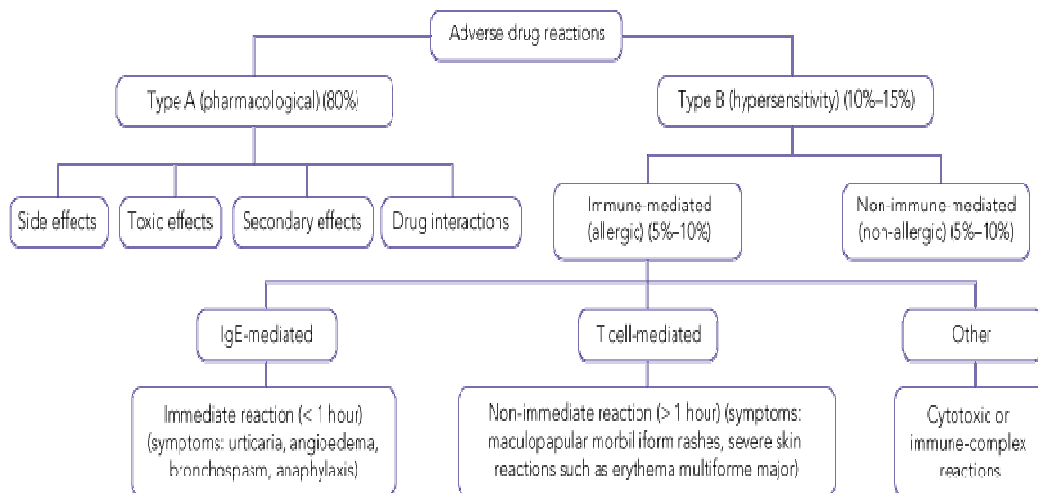 Adverse drug reactions
Type A (pharmacological) (80%)
Type B (hypersensitivity) (10%–15%)
Side effects
Toxic effects
Secondary effects
Drug interactions
Immune-mediated
(allergic) (5%–10%)
Non-immune-mediated
(non-allergic) (5%–10%)
IgE-mediated
T cell-mediated
Other
Immediate reaction (< 1 hour)
(symptoms: urticaria, angioedema,
bronchospasm, anaphylaxis)
Non-immediate reaction (> 1 hour) (symptoms:
maculopapular morbilliform rashes, severe skin
reactions such as erythema multiforme major)
Cytotoxic or
immune-complex
reactions